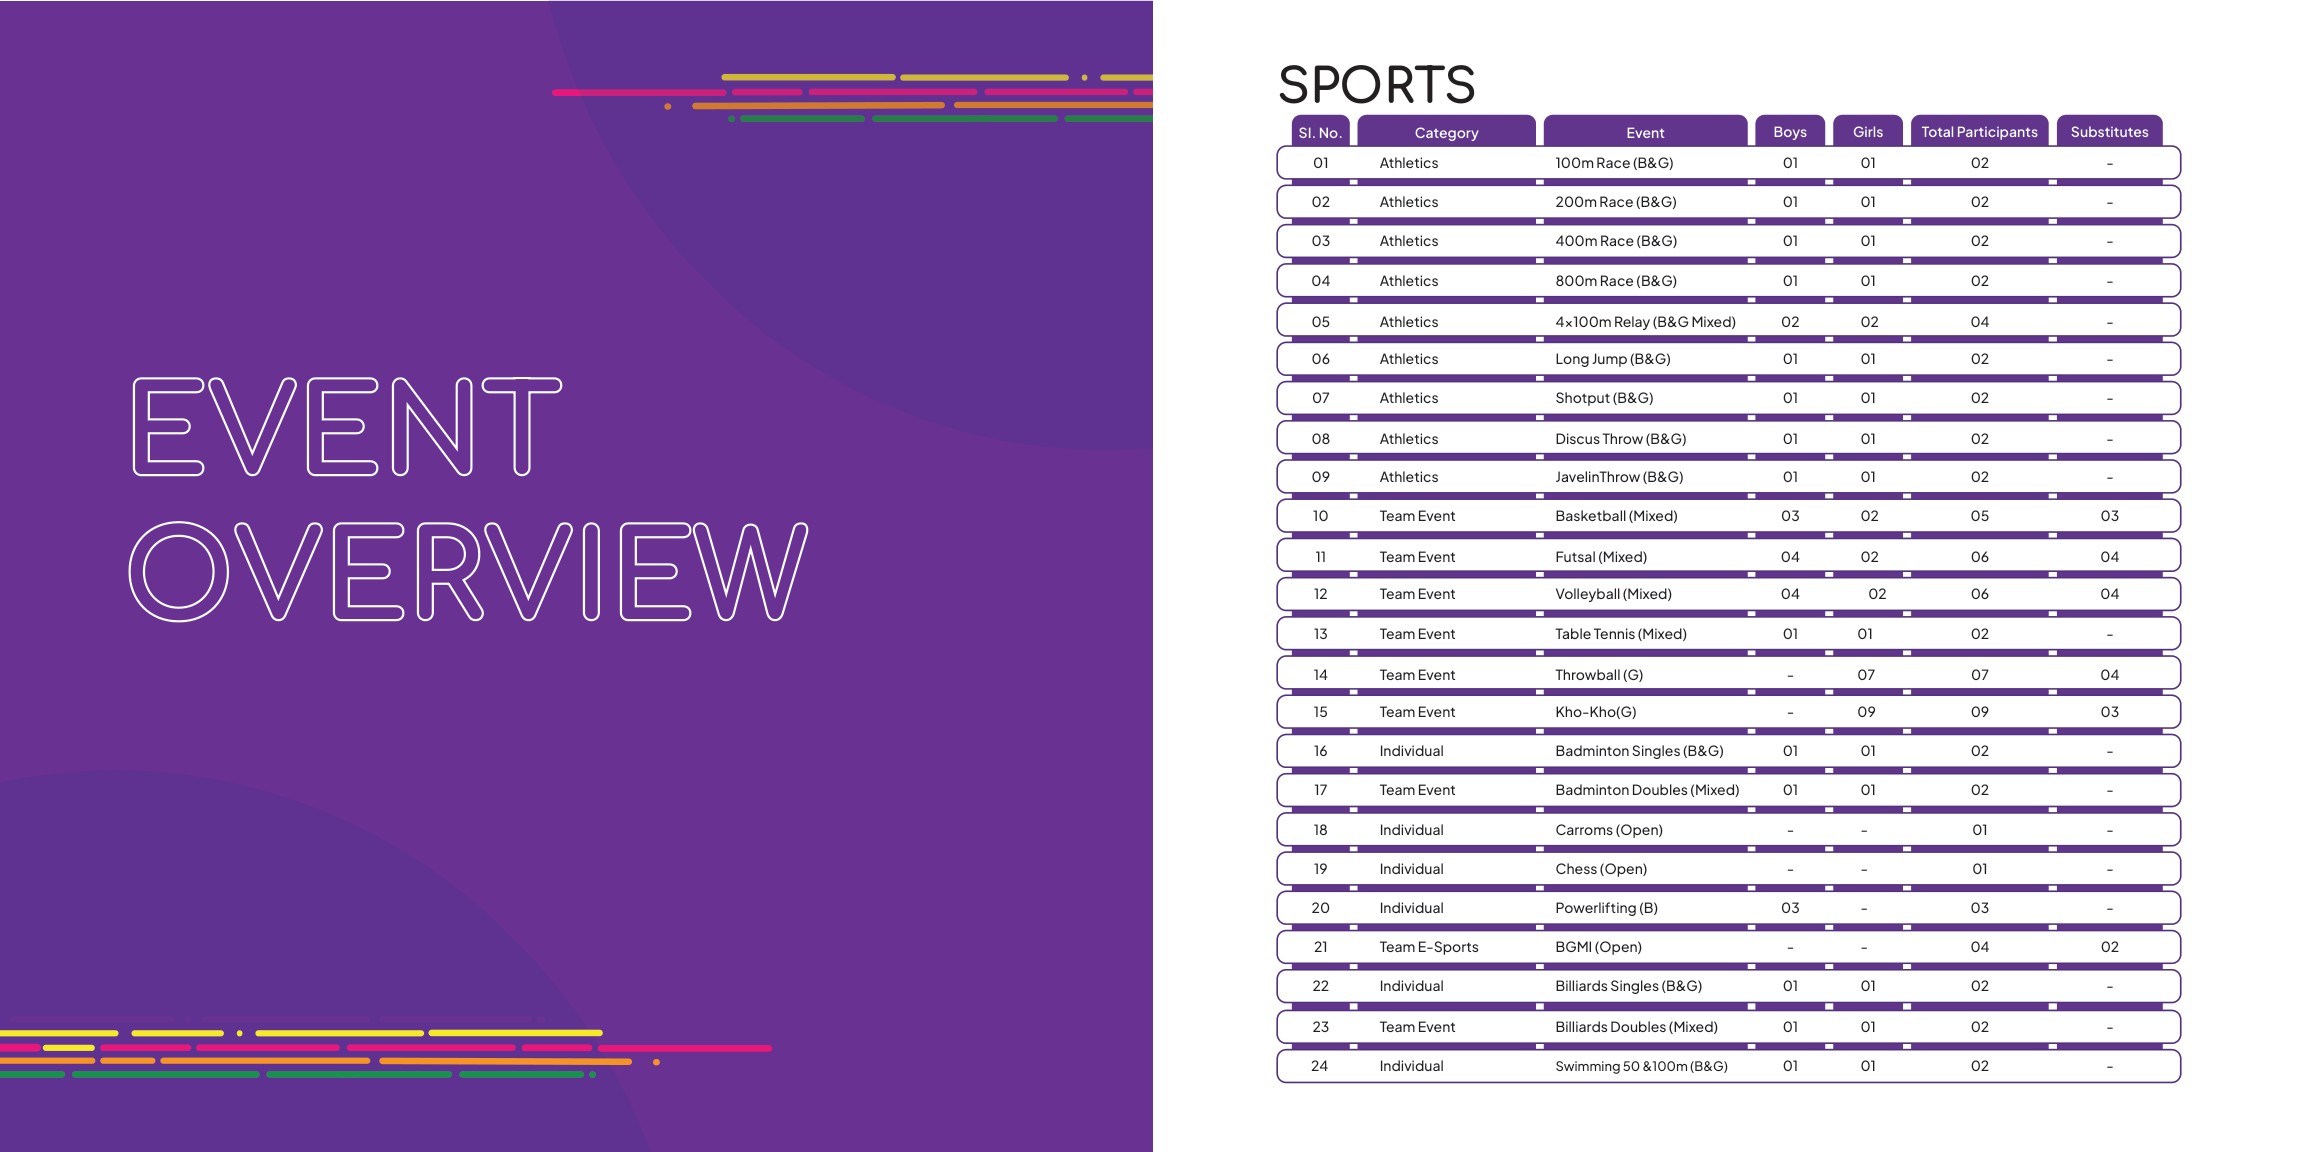 EVENT
OVERVIEW
SPORTS
Sl. No. Category Event Boys Girls Total Participants Substitutes
01 Athletics 100m Race (B&G) 01 01 02 -
02 Athletics 200m Race (B&G) 01 01 02 -
03 Athletics 400m Race (B&G) 01 01 02 -
04 Athletics 800m Race (B&G) 01 01 02 -
05 Athletics 4×100m Relay (B&G Mixed) 02 02 04 -
06 Athletics Long Jump (B&G) 01 01 02 -
07 Athletics Shotput (B&G) 01 01 02 -
08 Athletics Discus Throw (B&G) 01 01 02 -
09 Athletics JavelinThrow (B&G) 01 01 02 -
10 Team Event Basketball (Mixed) 03 02 05 03
11 Team Event Futsal (Mixed) 04 02 06 04
12 Team Event Volleyball (Mixed) 04 02 06 04
13 Team Event Table Tennis (Mixed) 01 01 02 -
14 Team Event Throwball (G) - 07 07 04
15 Team Event Kho-Kho(G) - 09 09 03
16 Individual Badminton Singles (B&G) 01 01 02 -
17 Team Event Badminton Doubles (Mixed) 01 01 02 -
18 Individual Carroms (Open) - - 01 -
19 Individual Chess (Open) - - 01 -
20 Individual Powerlifting (B) 03 - 03 -
21 Team E-Sports BGMI (Open) - - 04 02
22 Individual Billiards Singles (B&G) 01 01 02 -
23 Team Event Billiards Doubles (Mixed) 01 01 02 -
24 Individual Swimming 50 &100m (B&G) 01 01 02 -